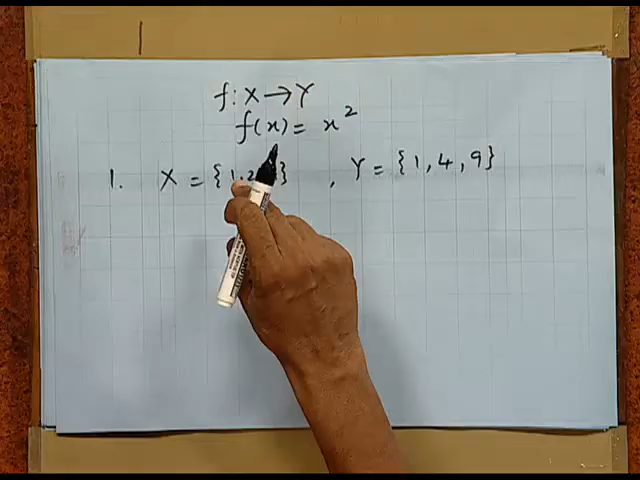 f: X → Y
f(x) = x²
1. X = {1, 2 } , Y = {1, 4, 9}